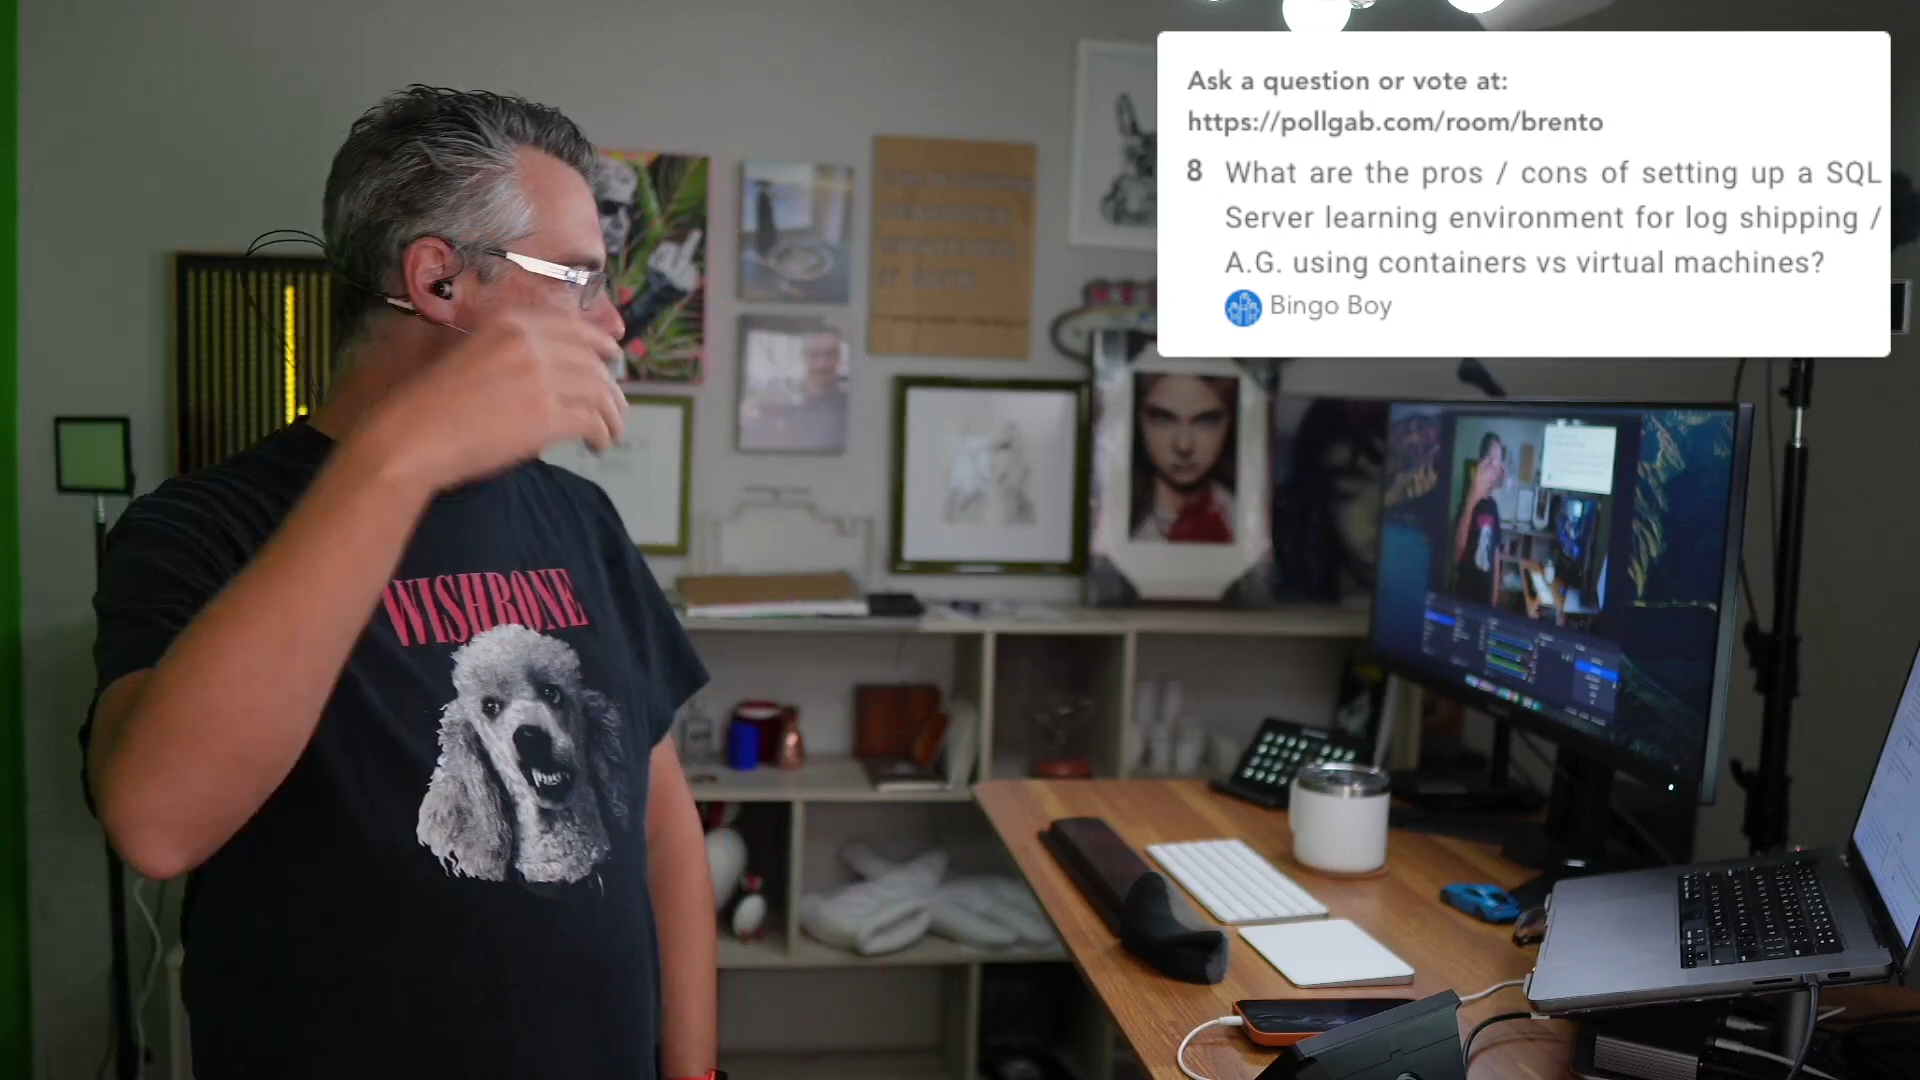 Ask a question or vote at:
https://pollgab.com/room/brento
8 What are the pros / cons of setting up a SQL
Server learning environment for log shipping /
A.G. using containers vs virtual machines?
Bingo Boy
WISHBONE